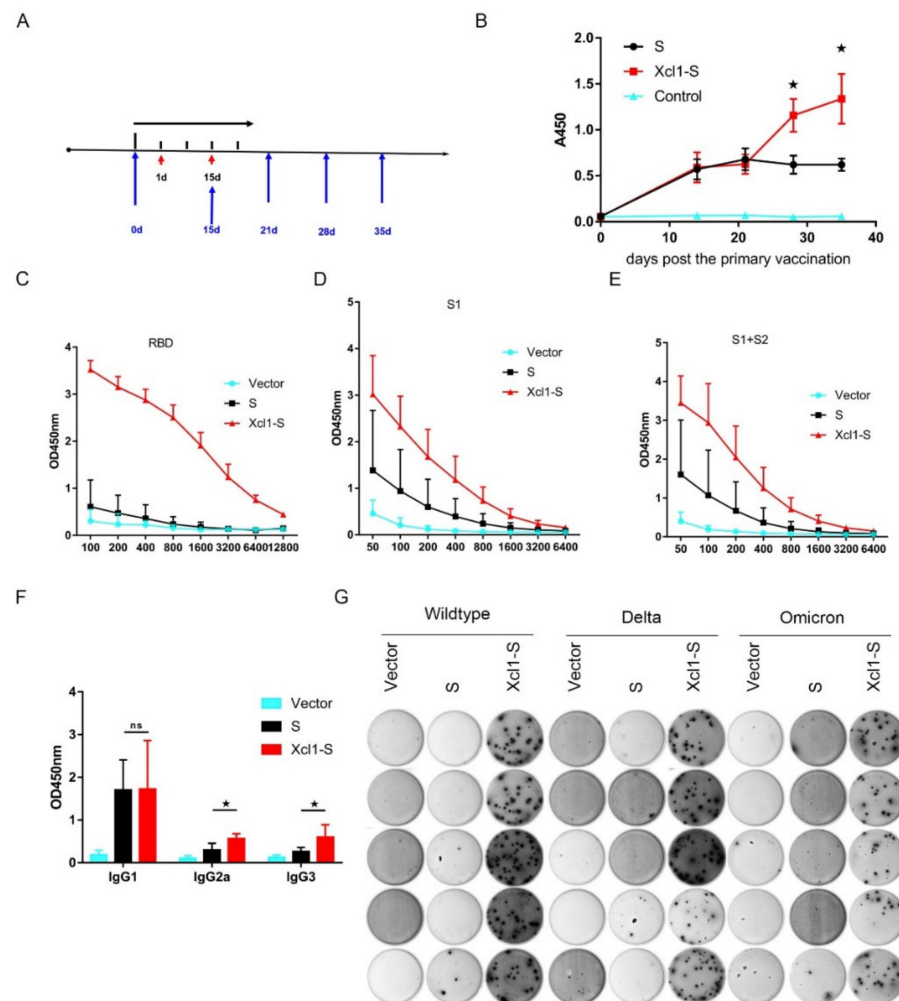 A
1d
15d
0d
15d
21d
28d
35d
B
S
Xcl1-S
Control
A450
2.0
1.5
1.0
0.5
0.0
0
10
20
30
40
days post the primary vaccination
C
RBD
Vector
S
Xcl1-S
OD450nm
4
3
2
1
0
100
200
400
800
1600
3200
6400
12800
D
S1
Vector
S
Xcl1-S
OD450nm
5
4
3
2
1
0
50
100
200
400
800
1600
3200
6400
E
S1+S2
Vector
S
Xcl1-S
OD450nm
5
4
3
2
1
0
50
100
200
400
800
1600
3200
6400
F
Vector
S
Xcl1-S
OD450nm
4
3
2
1
0
ns
IgG1
IgG2a
IgG3
G
Wildtype
Delta
Omicron
Vector
S
Xcl1-S
Vector
S
Xcl1-S
Vector
S
Xcl1-S